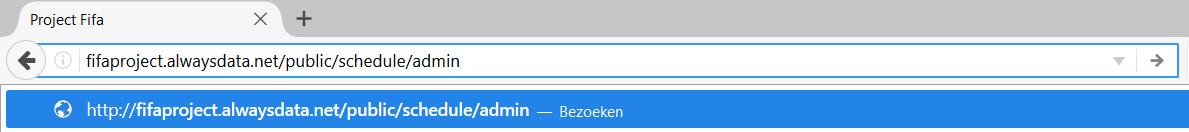 Project Fifa
fifaproject.alwaysdata.net/public/schedule/admin
http://fifaproject.alwaysdata.net/public/schedule/admin — Bezoeken